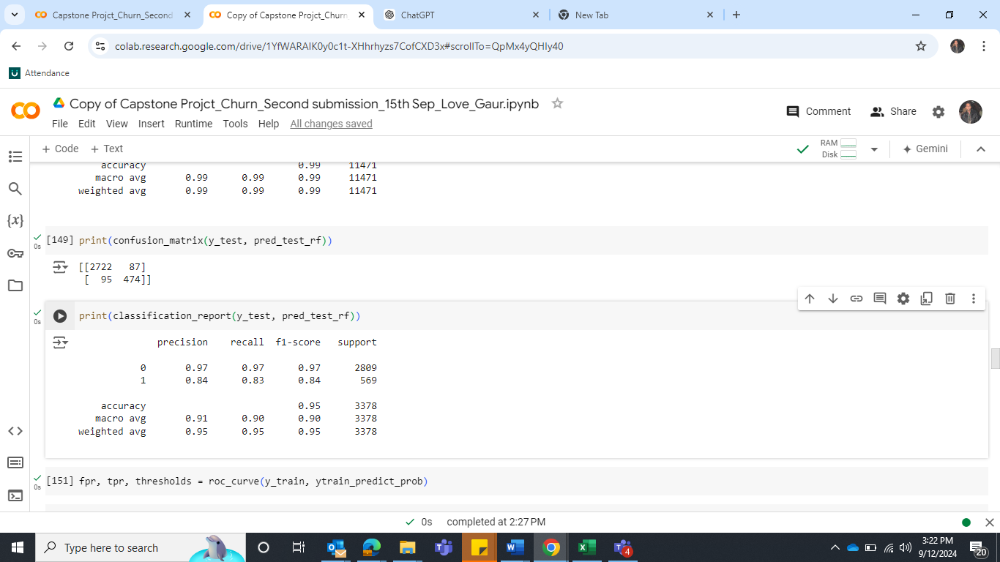 Capstone Projct_Churn_Second
Copy of Capstone Projct_Churn
ChatGPT
New Tab
colab.research.google.com/drive/1YfWARAIK0y0c1t-XHhrhyzs7CofCXD3x#scrollTo=QpMx4yQHIy40
Attendance
Copy of Capstone Projct_Churn_Second submission_15th Sep_Love_Gaur.ipynb
Comment
Share
File Edit View Insert Runtime Tools Help All changes saved
+ Code + Text
RAM
Disk
Gemini
accuracy 0.99 11471
macro avg 0.99 0.99 0.99 11471
weighted avg 0.99 0.99 0.99 11471
[149] print(confusion_matrix(y_test, pred_test_rf))
0s
[[2722 87]
[ 95 474]]
print(classification_report(y_test, pred_test_rf))
0s
precision recall f1-score support
0 0.97 0.97 0.97 2809
1 0.84 0.83 0.84 569
accuracy 0.95 3378
macro avg 0.91 0.90 0.90 3378
weighted avg 0.95 0.95 0.95 3378
[151] fpr, tpr, thresholds = roc_curve(y_train, ytrain_predict_prob)
0s
0s completed at 2:27 PM
Type here to search
4
3:22 PM
9/12/2024
20